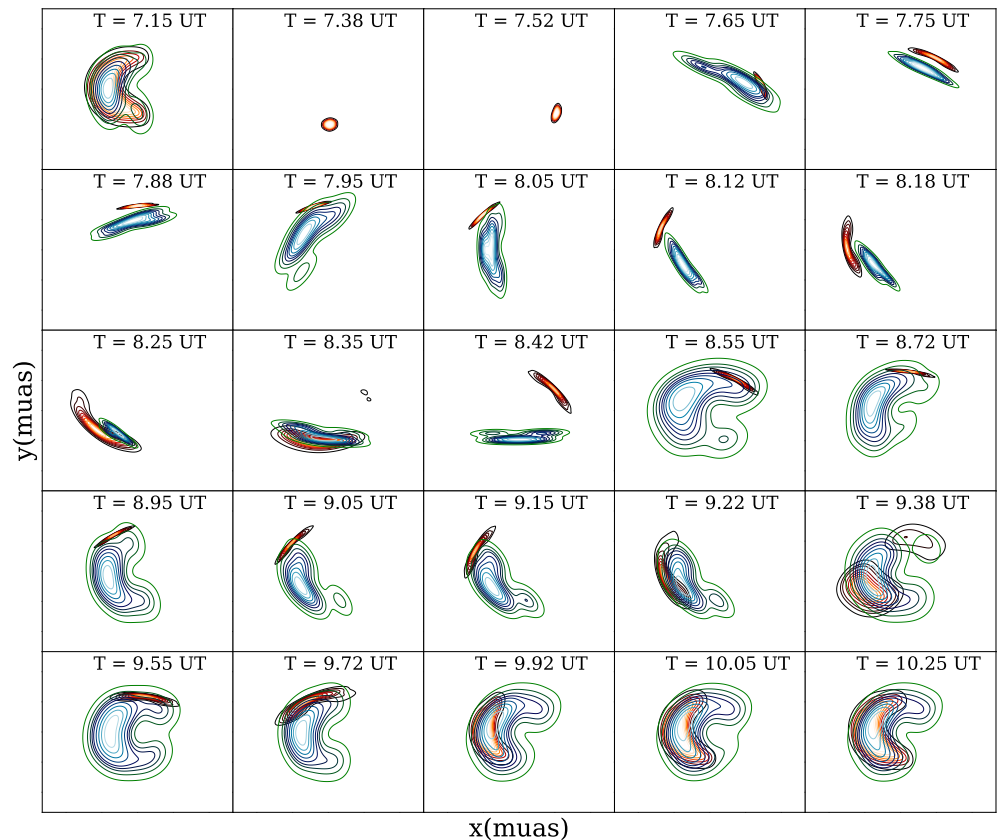 T = 7.15 UT
T = 7.38 UT
T = 7.52 UT
T = 7.65 UT
T = 7.75 UT
T = 7.88 UT
T = 7.95 UT
T = 8.05 UT
T = 8.12 UT
T = 8.18 UT
T = 8.25 UT
T = 8.35 UT
T = 8.42 UT
T = 8.55 UT
T = 8.72 UT
T = 8.95 UT
T = 9.05 UT
T = 9.15 UT
T = 9.22 UT
T = 9.38 UT
T = 9.55 UT
T = 9.72 UT
T = 9.92 UT
T = 10.05 UT
T = 10.25 UT
y(muas)
x(muas)